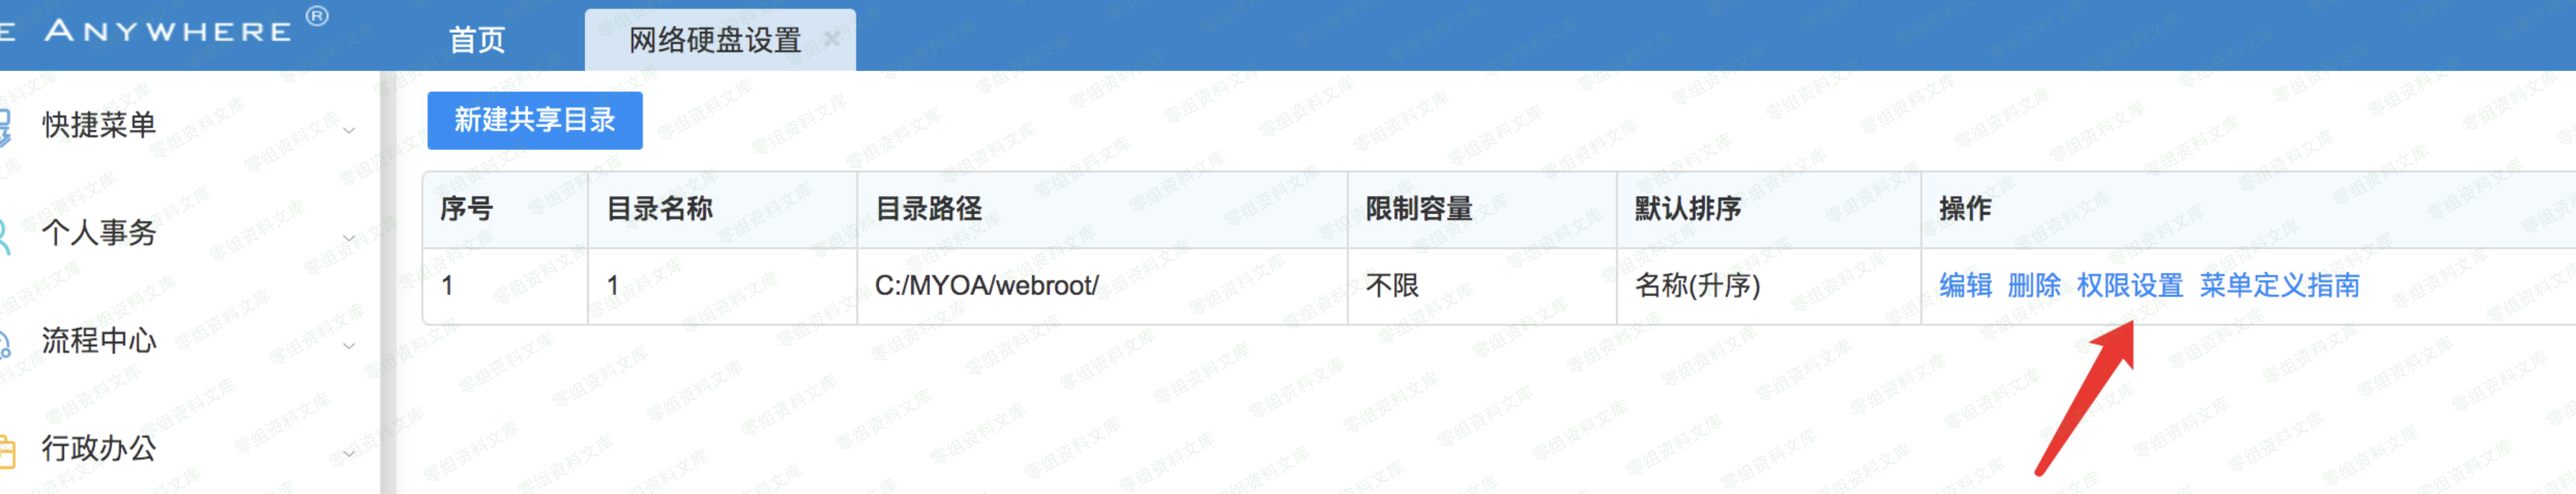 E ANYWHERE ®
首页
网络硬盘设置
快捷菜单
个人事务
流程中心
行政办公
新建共享目录
序号 目录名称 目录路径 限制容量 默认排序 操作
1 1 C:/MYOA/webroot/ 不限 名称(升序) 编辑 删除 权限设置 菜单定义指南
零组资料文库